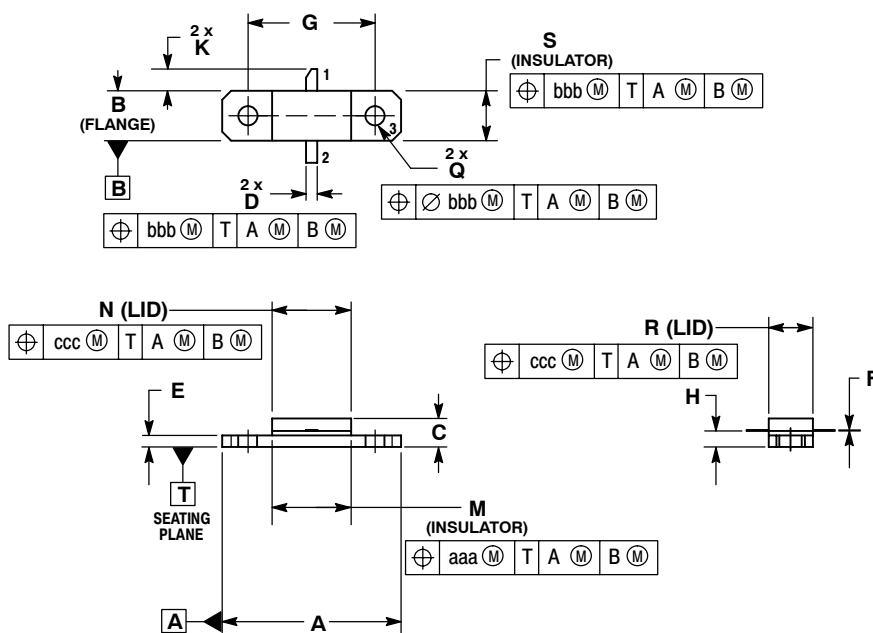 G
2 x
K
S
(INSULATOR)
⌖ bbb Ⓜ T A Ⓜ B Ⓜ
1
B
(FLANGE)
3
2
B
2 x
Q
2 x
D
⌖ ∅ bbb Ⓜ T A Ⓜ B Ⓜ
⌖ bbb Ⓜ T A Ⓜ B Ⓜ
N (LID)
⌖ ccc Ⓜ T A Ⓜ B Ⓜ
R (LID)
⌖ ccc Ⓜ T A Ⓜ B Ⓜ
E
C
H
F
T
SEATING
PLANE
M
(INSULATOR)
⌖ aaa Ⓜ T A Ⓜ B Ⓜ
A
A